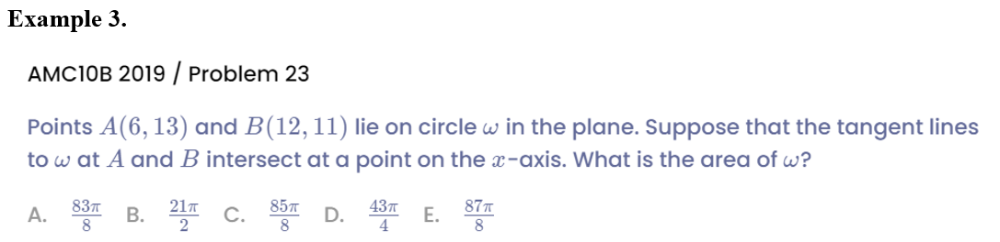 Example 3.
AMC10B 2019 / Problem 23
Points $A(6, 13)$ and $B(12, 11)$ lie on circle $\omega$ in the plane. Suppose that the tangent lines
to $\omega$ at $A$ and $B$ intersect at a point on the $x$-axis. What is the area of $\omega$?
A. $\frac{83\pi}{8}$ B. $\frac{21\pi}{2}$ C. $\frac{85\pi}{8}$ D. $\frac{43\pi}{4}$ E. $\frac{87\pi}{8}$